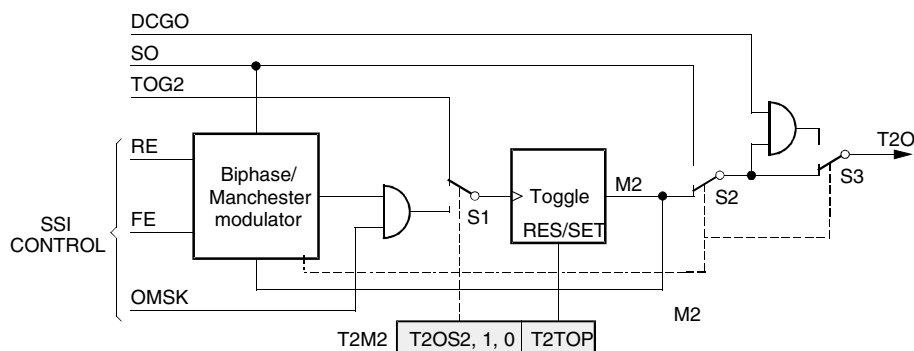 DCGO
SO
TOG2
RE
Biphase/
Manchester
modulator
FE
SSI
CONTROL
OMSK
S1
Toggle
RES/SET
M2
S2
S3
T2O
M2
T2M2
T2OS2, 1, 0
T2TOP